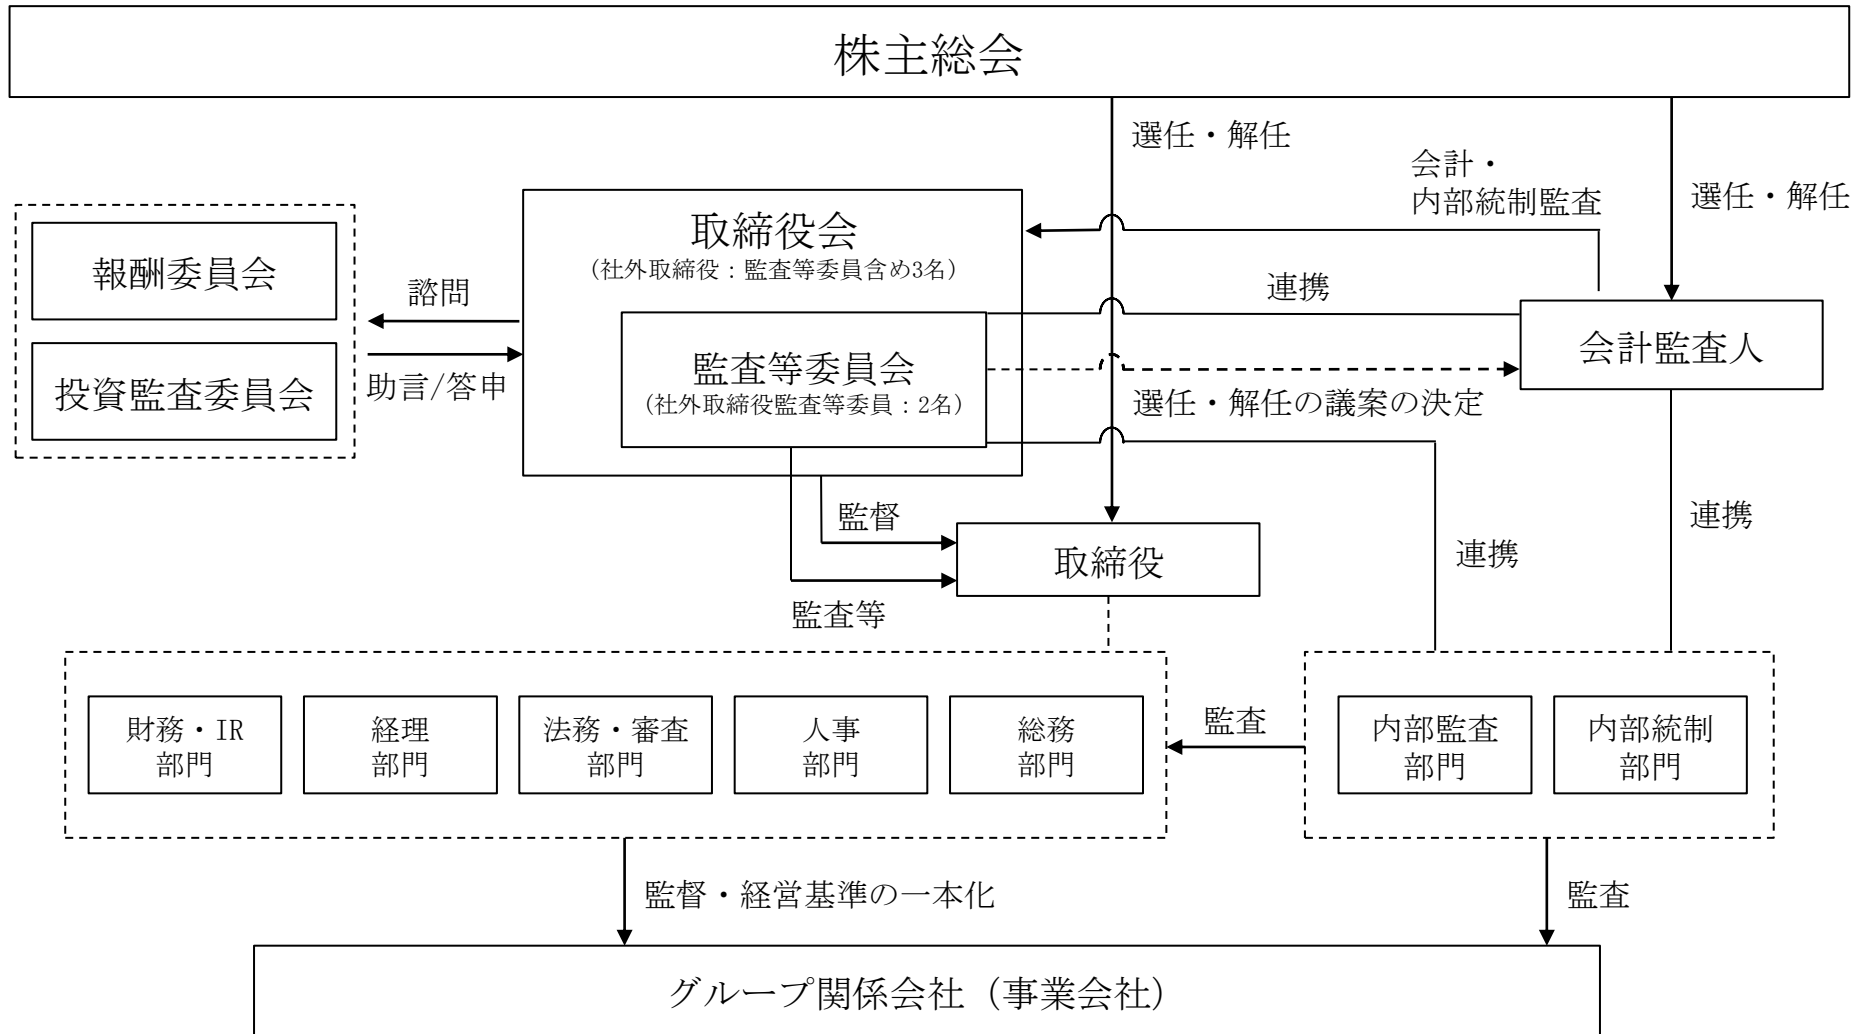 株主総会
選任・解任
会計・
内部統制監査
選任・解任
取締役会
(社外取締役：監査等委員含め3名)
報酬委員会
諮問
連携
会計監査人
監査等委員会
(社外取締役監査等委員：2名)
投資監査委員会
助言/答申
選任・解任の議案の決定
監督
連携
連携
取締役
監査等
財務・IR
部門
経理
部門
法務・審査
部門
人事
部門
総務
部門
監査
内部監査
部門
内部統制
部門
監督・経営基準の一本化
監査
グループ関係会社（事業会社）